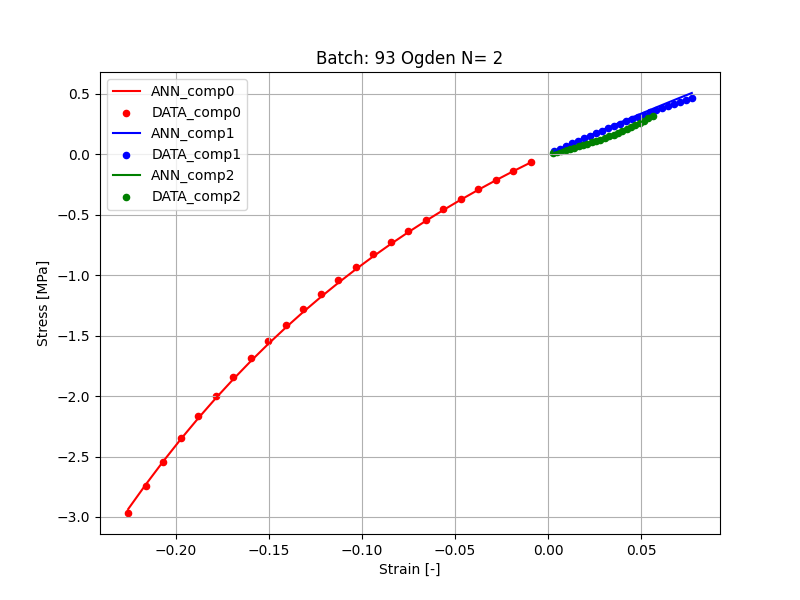 Batch: 93 Ogden N= 2
ANN_comp0
DATA_comp0
ANN_comp1
DATA_comp1
ANN_comp2
DATA_comp2
0.5
0.0
−0.5
−1.0
−1.5
−2.0
−2.5
−3.0
Stress [MPa]
−0.20 −0.15 −0.10 −0.05 0.00 0.05
Strain [-]